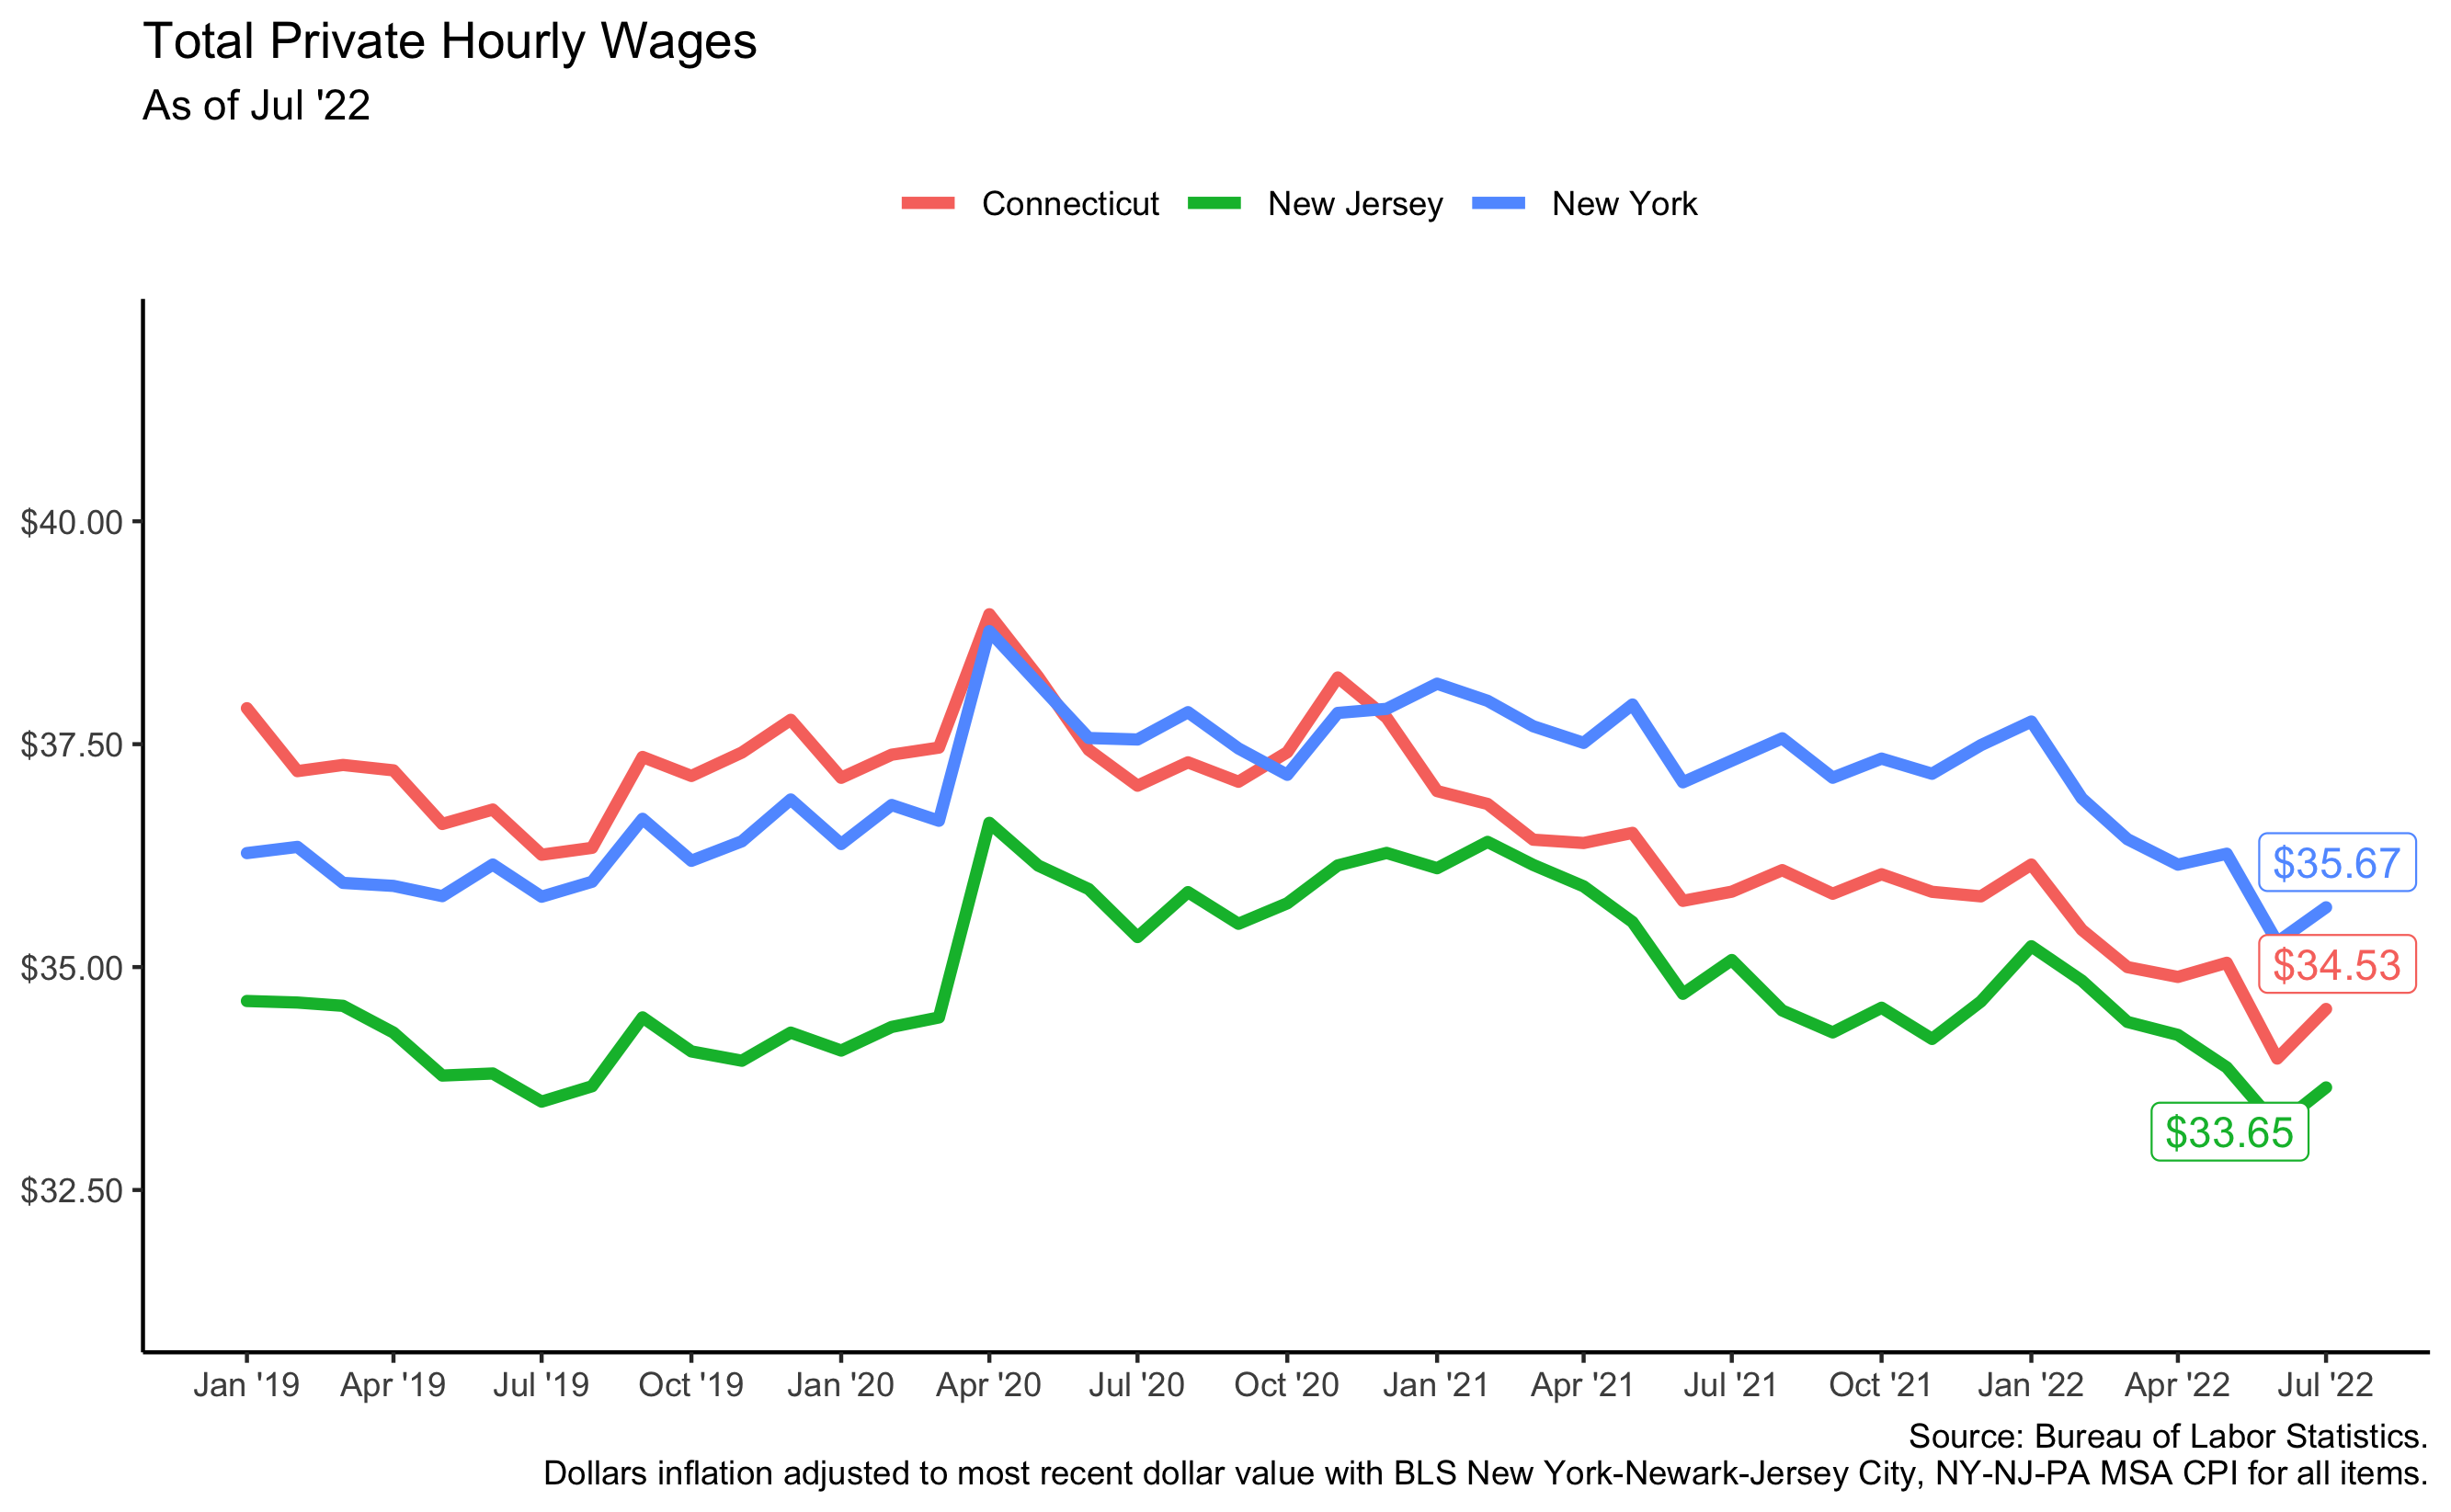 Total Private Hourly Wages
As of Jul '22
Connecticut New Jersey New York
$40.00
$37.50
$35.00
$32.50
$35.67
$34.53
$33.65
Jan '19 Apr '19 Jul '19 Oct '19 Jan '20 Apr '20 Jul '20 Oct '20 Jan '21 Apr '21 Jul '21 Oct '21 Jan '22 Apr '22 Jul '22
Source: Bureau of Labor Statistics.
Dollars inflation adjusted to most recent dollar value with BLS New York-Newark-Jersey City, NY-NJ-PA MSA CPI for all items.